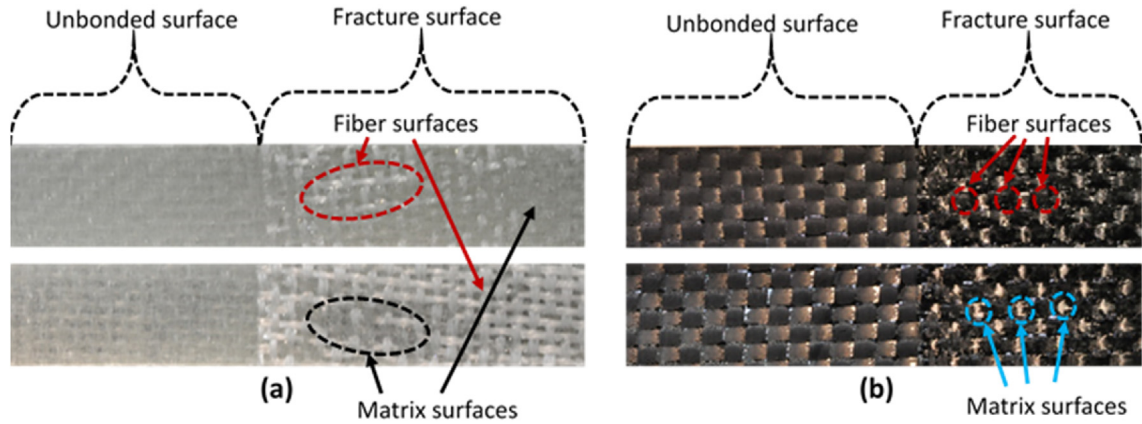 Unbonded surface
Fracture surface
Fiber surfaces
(a)
Matrix surfaces
Unbonded surface
Fracture surface
Fiber surfaces
(b)
Matrix surfaces